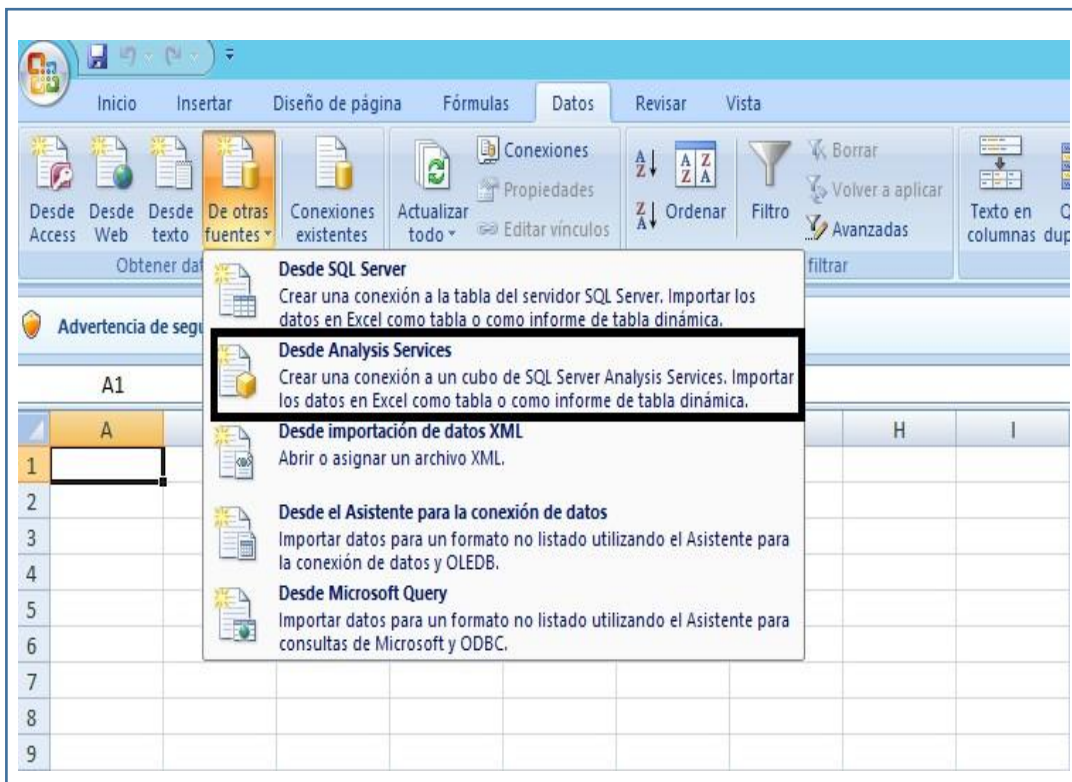 Inicio Insertar Diseño de página Fórmulas Datos Revisar Vista
Desde Access
Desde Web
Desde texto
De otras fuentes
Conexiones existentes
Actualizar todo
Conexiones
Propiedades
Editar vínculos
Ordenar
Filtro
Borrar
Volver a aplicar
Avanzadas
Texto en columnas
Obtener
filtrar
Desde SQL Server
Crear una conexión a la tabla del servidor SQL Server. Importar los
datos en Excel como tabla o como informe de tabla dinámica.
Advertencia de
Desde Analysis Services
Crear una conexión a un cubo de SQL Server Analysis Services. Importar
los datos en Excel como tabla o como informe de tabla dinámica.
Desde importación de datos XML
Abrir o asignar un archivo XML.
Desde el Asistente para la conexión de datos
Importar datos para un formato no listado utilizando el Asistente para
la conexión de datos y OLEDB.
Desde Microsoft Query
Importar datos para un formato no listado utilizando el Asistente para
consultas de Microsoft y ODBC.
A1
A H I
1
2
3
4
5
6
7
8
9